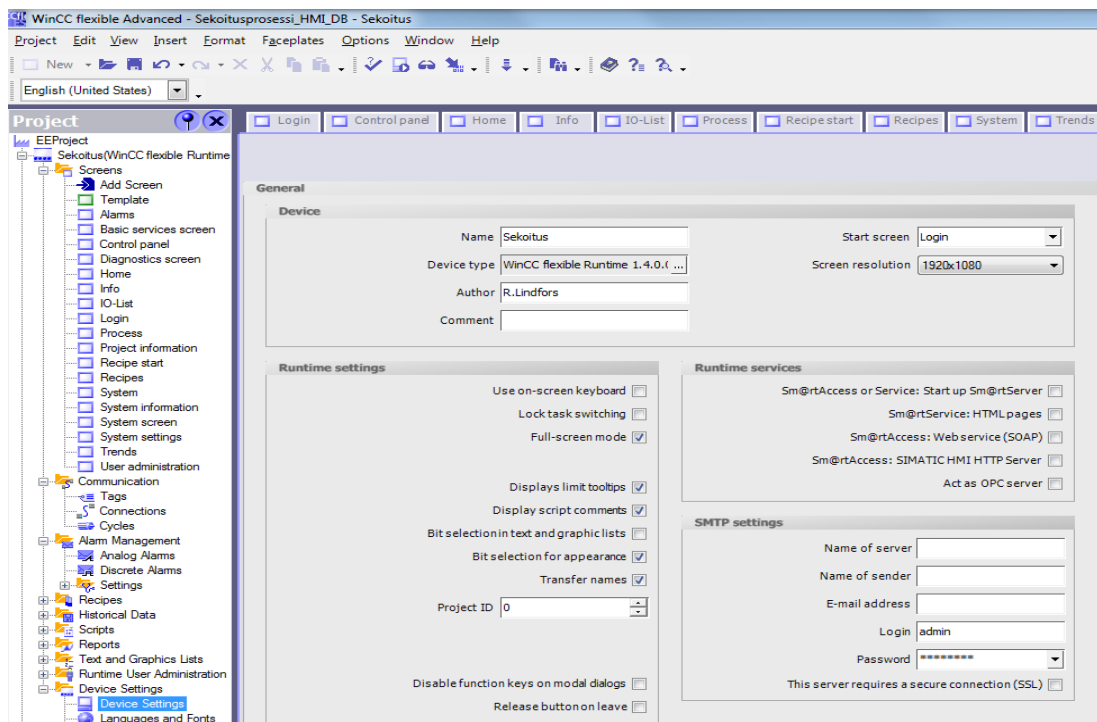 WinCC flexible Advanced - Sekoitusprosessi_HMI_DB - Sekoitus
Project Edit View Insert Format Faceplates Options Window Help
New
English (United States)
Project
EEProject
Sekoitus(WinCC flexible Runtime
Screens
Add Screen
Template
Alarms
Basic services screen
Control panel
Diagnostics screen
Home
Info
IO-List
Login
Process
Project information
Recipe start
Recipes
System
System information
System screen
System settings
Trends
User administration
Communication
Tags
Connections
Cycles
Alarm Management
Analog Alarms
Discrete Alarms
Settings
Recipes
Historical Data
Scripts
Reports
Text and Graphics Lists
Runtime User Administration
Device Settings
Device Settings
Languages and Fonts
Login Control panel Home Info IO-List Process Recipe start Recipes System Trends
General
Device
Name Sekoitus
Device type WinCC flexible Runtime 1.4.0.( ...
Author R.Lindfors
Comment
Start screen Login
Screen resolution 1920x1080
Runtime settings
Use on-screen keyboard
Lock task switching
Full-screen mode
Displays limit tooltips
Display script comments
Bit selection in text and graphic lists
Bit selection for appearance
Transfer names
Project ID 0
Disable function keys on modal dialogs
Release button on leave
Runtime services
Sm@rtAccess or Service: Start up Sm@rtServer
Sm@rtService: HTML pages
Sm@rtAccess: Web service (SOAP)
Sm@rtAccess: SIMATIC HMI HTTP Server
Act as OPC server
SMTP settings
Name of server
Name of sender
E-mail address
Login admin
Password ********
This server requires a secure connection (SSL)